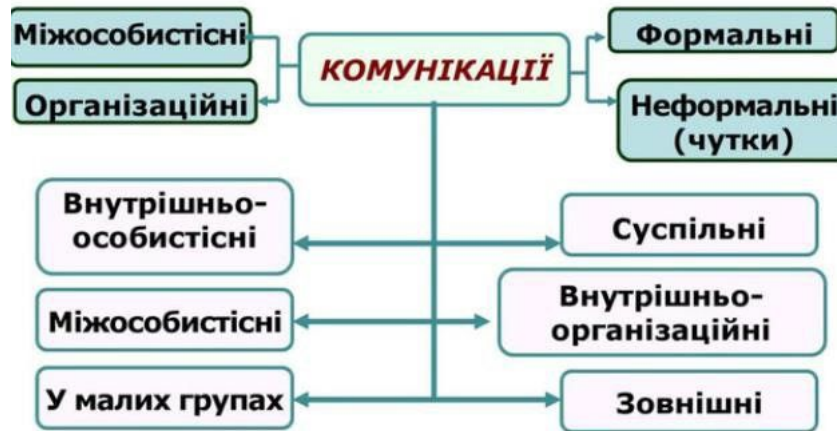 Міжособистісні
Організаційні
КОМУНІКАЦІЇ
Формальні
Неформальні
(чутки)
Внутрішньо-
особистісні
Суспільні
Міжособистісні
Внутрішньо-
організаційні
У малих групах
Зовнішні